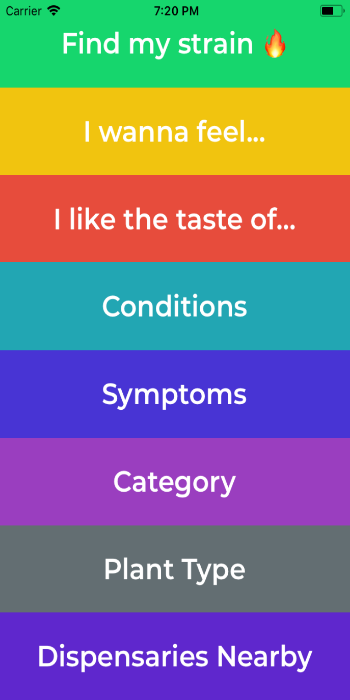 Carrier 7:20 PM
Find my strain 🔥
I wanna feel...
I like the taste of...
Conditions
Symptoms
Category
Plant Type
Dispensaries Nearby